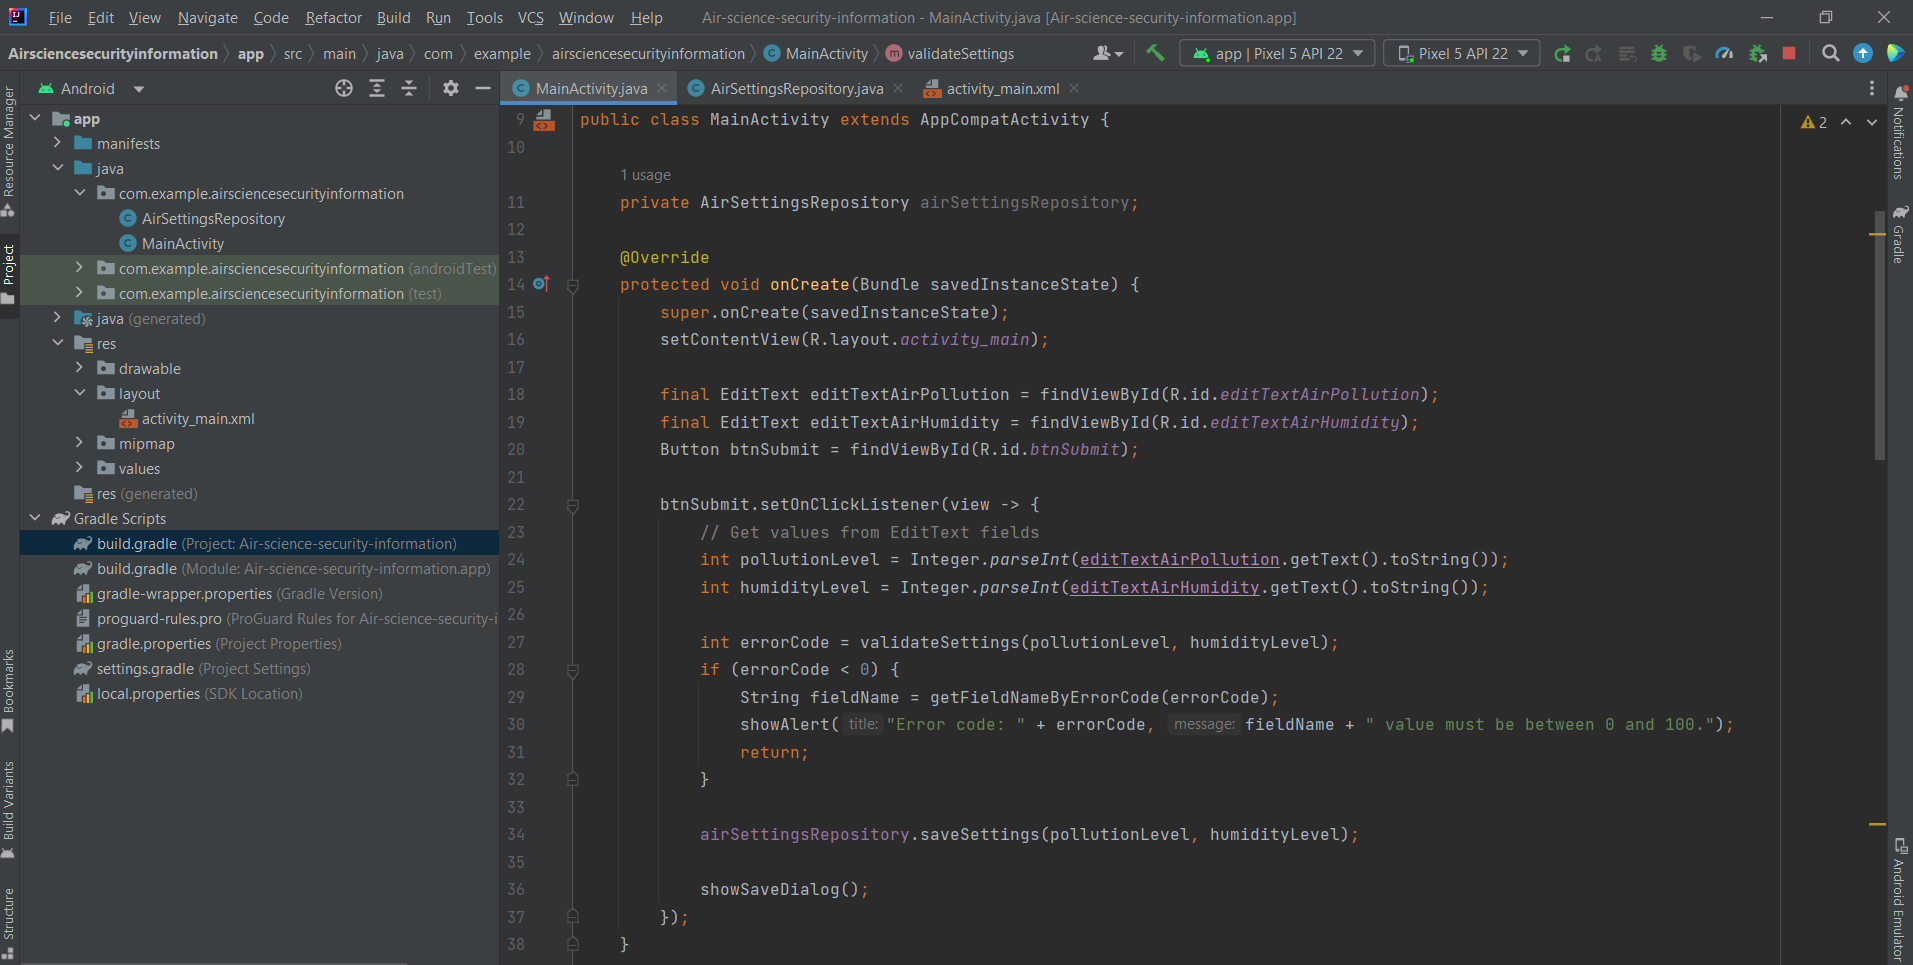 File Edit View Navigate Code Refactor Build Run Tools VCS Window Help Air-science-security-information - MainActivity.java [Air-science-security-information.app]
Airsciencesecurityinformation app src main java com example airsciencesecurityinformation MainActivity validateSettings app | Pixel 5 API 22 Pixel 5 API 22
Android
MainActivity.java AirSettingsRepository.java activity_main.xml
Resource Manager
Project
Bookmarks
Build Variants
Structure
app
manifests
java
com.example.airsciencesecurityinformation
AirSettingsRepository
MainActivity
com.example.airsciencesecurityinformation (androidTest)
com.example.airsciencesecurityinformation (test)
java (generated)
res
drawable
layout
activity_main.xml
mipmap
values
res (generated)
Gradle Scripts
build.gradle (Project: Air-science-security-information)
build.gradle (Module: Air-science-security-information.app)
gradle-wrapper.properties (Gradle Version)
proguard-rules.pro (ProGuard Rules for Air-science-security-i
gradle.properties (Project Properties)
settings.gradle (Project Settings)
local.properties (SDK Location)
9 public class MainActivity extends AppCompatActivity {
10
1 usage
11 private AirSettingsRepository airSettingsRepository;
12
13 @Override
14 protected void onCreate(Bundle savedInstanceState) {
15 super.onCreate(savedInstanceState);
16 setContentView(R.layout.activity_main);
17
18 final EditText editTextAirPollution = findViewById(R.id.editTextAirPollution);
19 final EditText editTextAirHumidity = findViewById(R.id.editTextAirHumidity);
20 Button btnSubmit = findViewById(R.id.btnSubmit);
21
22 btnSubmit.setOnClickListener(view -> {
23 // Get values from EditText fields
24 int pollutionLevel = Integer.parseInt(editTextAirPollution.getText().toString());
25 int humidityLevel = Integer.parseInt(editTextAirHumidity.getText().toString());
26
27 int errorCode = validateSettings(pollutionLevel, humidityLevel);
28 if (errorCode < 0) {
29 String fieldName = getFieldNameByErrorCode(errorCode);
30 showAlert( title: "Error code: " + errorCode, message: fieldName + " value must be between 0 and 100.");
31 return;
32 }
33
34 airSettingsRepository.saveSettings(pollutionLevel, humidityLevel);
35
36 showSaveDialog();
37 });
38 }
2
Notifications
Gradle
Android Emulator